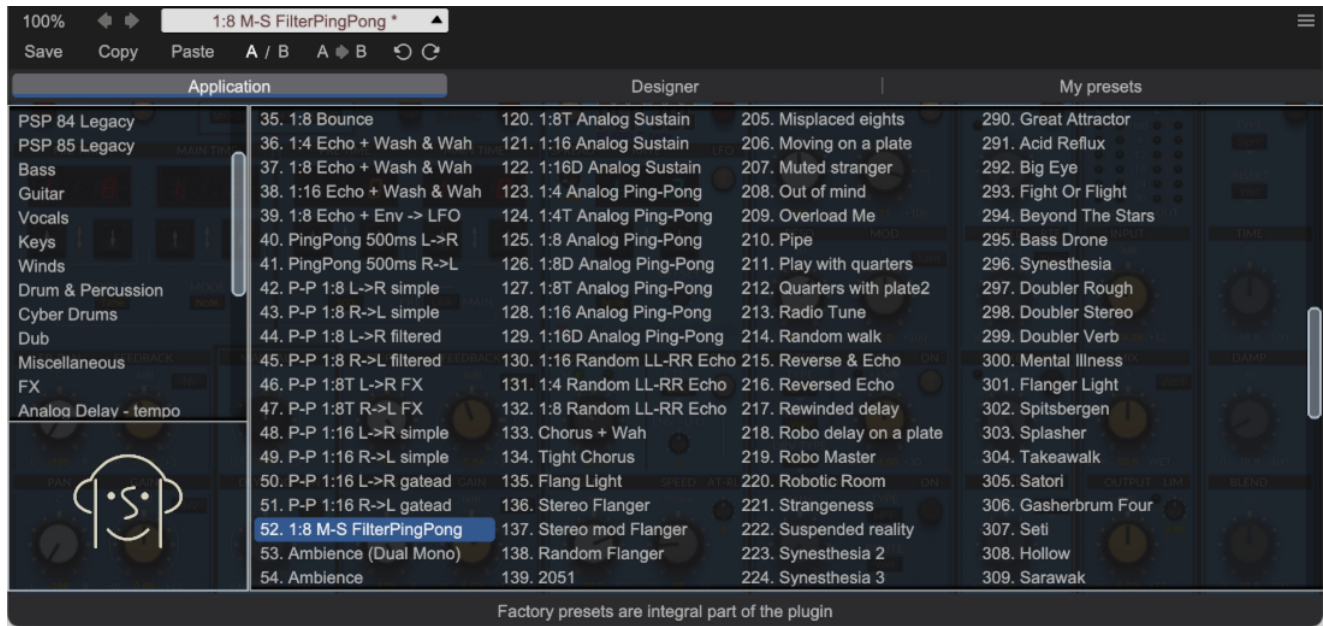 100% 1:8 M-S FilterPingPong *
Save Copy Paste A / B A B
Application Designer My presets
PSP 84 Legacy
PSP 85 Legacy
Bass
Guitar
Vocals
Keys
Winds
Drum & Percussion
Cyber Drums
Dub
Miscellaneous
FX
Analog Delay - tempo
35. 1:8 Bounce
36. 1:4 Echo + Wash & Wah
37. 1:8 Echo + Wash & Wah
38. 1:16 Echo + Wash & Wah
39. 1:8 Echo + Env -> LFO
40. PingPong 500ms L->R
41. PingPong 500ms R->L
42. P-P 1:8 L->R simple
43. P-P 1:8 R->L simple
44. P-P 1:8 L->R filtered
45. P-P 1:8 R->L filtered
46. P-P 1:8T L->R FX
47. P-P 1:8T R->L FX
48. P-P 1:16 L->R simple
49. P-P 1:16 R->L simple
50. P-P 1:16 L->R gatead
51. P-P 1:16 R->L gatead
52. 1:8 M-S FilterPingPong
53. Ambience (Dual Mono)
54. Ambience
120. 1:8T Analog Sustain
121. 1:16 Analog Sustain
122. 1:16D Analog Sustain
123. 1:4 Analog Ping-Pong
124. 1:4T Analog Ping-Pong
125. 1:8 Analog Ping-Pong
126. 1:8D Analog Ping-Pong
127. 1:8T Analog Ping-Pong
128. 1:16 Analog Ping-Pong
129. 1:16D Analog Ping-Pong
130. 1:16 Random LL-RR Echo
131. 1:4 Random LL-RR Echo
132. 1:8 Random LL-RR Echo
133. Chorus + Wah
134. Tight Chorus
135. Flang Light
136. Stereo Flanger
137. Stereo mod Flanger
138. Random Flanger
139. 2051
205. Misplaced eights
206. Moving on a plate
207. Muted stranger
208. Out of mind
209. Overload Me
210. Pipe
211. Play with quarters
212. Quarters with plate2
213. Radio Tune
214. Random walk
215. Reverse & Echo
216. Reversed Echo
217. Rewinded delay
218. Robo delay on a plate
219. Robo Master
220. Robotic Room
221. Strangeness
222. Suspended reality
223. Synesthesia 2
224. Synesthesia 3
290. Great Attractor
291. Acid Reflux
292. Big Eye
293. Fight Or Flight
294. Beyond The Stars
295. Bass Drone
296. Synesthesia
297. Doubler Rough
298. Doubler Stereo
299. Doubler Verb
300. Mental Illness
301. Flanger Light
302. Spitsbergen
303. Splasher
304. Takeawalk
305. Satori
306. Gasherbrum Four
307. Seti
308. Hollow
309. Sarawak
Factory presets are integral part of the plugin